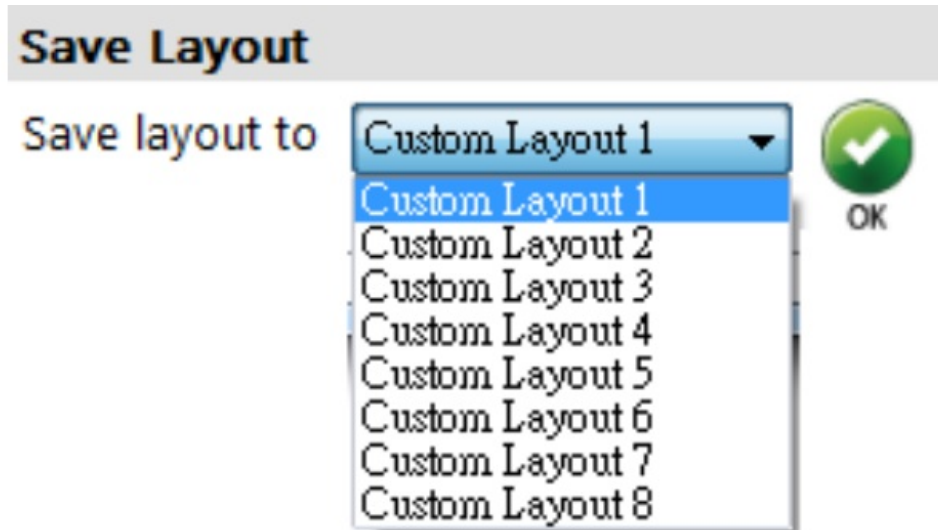 Save Layout
Save layout to Custom Layout 1
OK
Custom Layout 1
Custom Layout 2
Custom Layout 3
Custom Layout 4
Custom Layout 5
Custom Layout 6
Custom Layout 7
Custom Layout 8